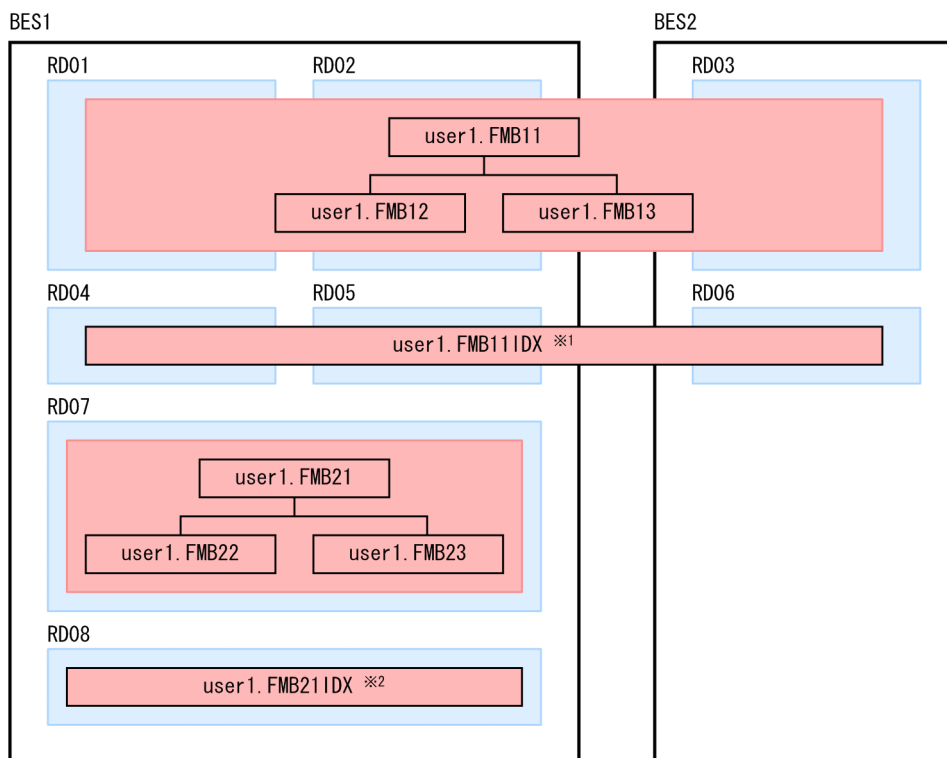 BES1
BES2
RD01
RD02
RD03
user1.FMB11
user1.FMB12
user1.FMB13
RD04
RD05
RD06
user1.FMB11IDX ※1
RD07
user1.FMB21
user1.FMB22
user1.FMB23
RD08
user1.FMB21IDX ※2